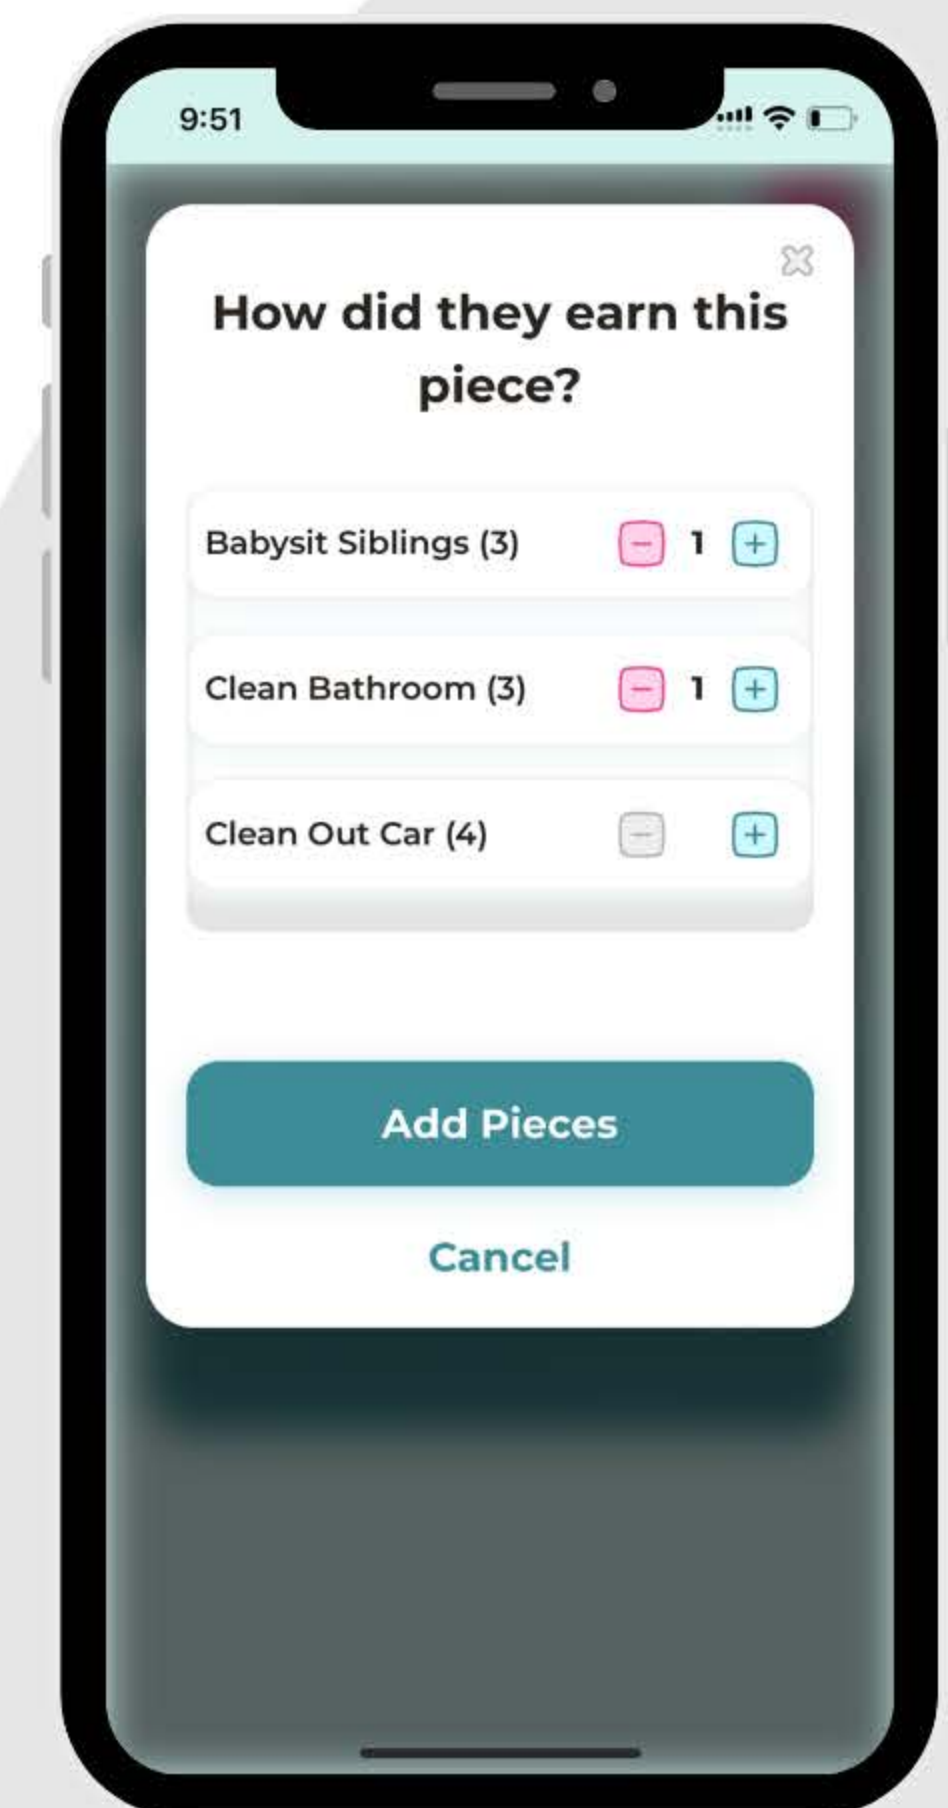 9:51
How did they earn this
piece?
Babysit Siblings (3) - 1 +
Clean Bathroom (3) - 1 +
Clean Out Car (4) - +
Add Pieces
Cancel